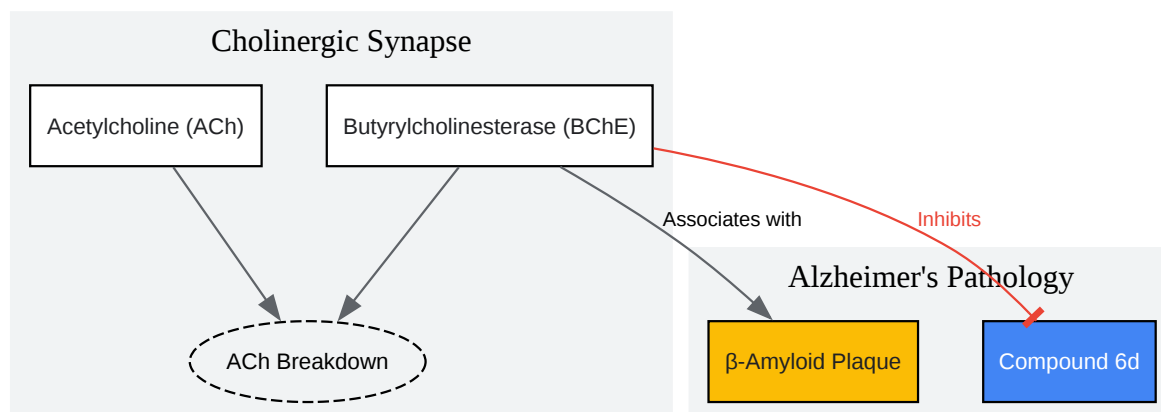 Cholinergic Synapse
Acetylcholine (ACh)
Butyrylcholinesterase (BChE)
Associates with
Inhibits
Alzheimer's Pathology
ACh Breakdown
β-Amyloid Plaque
Compound 6d